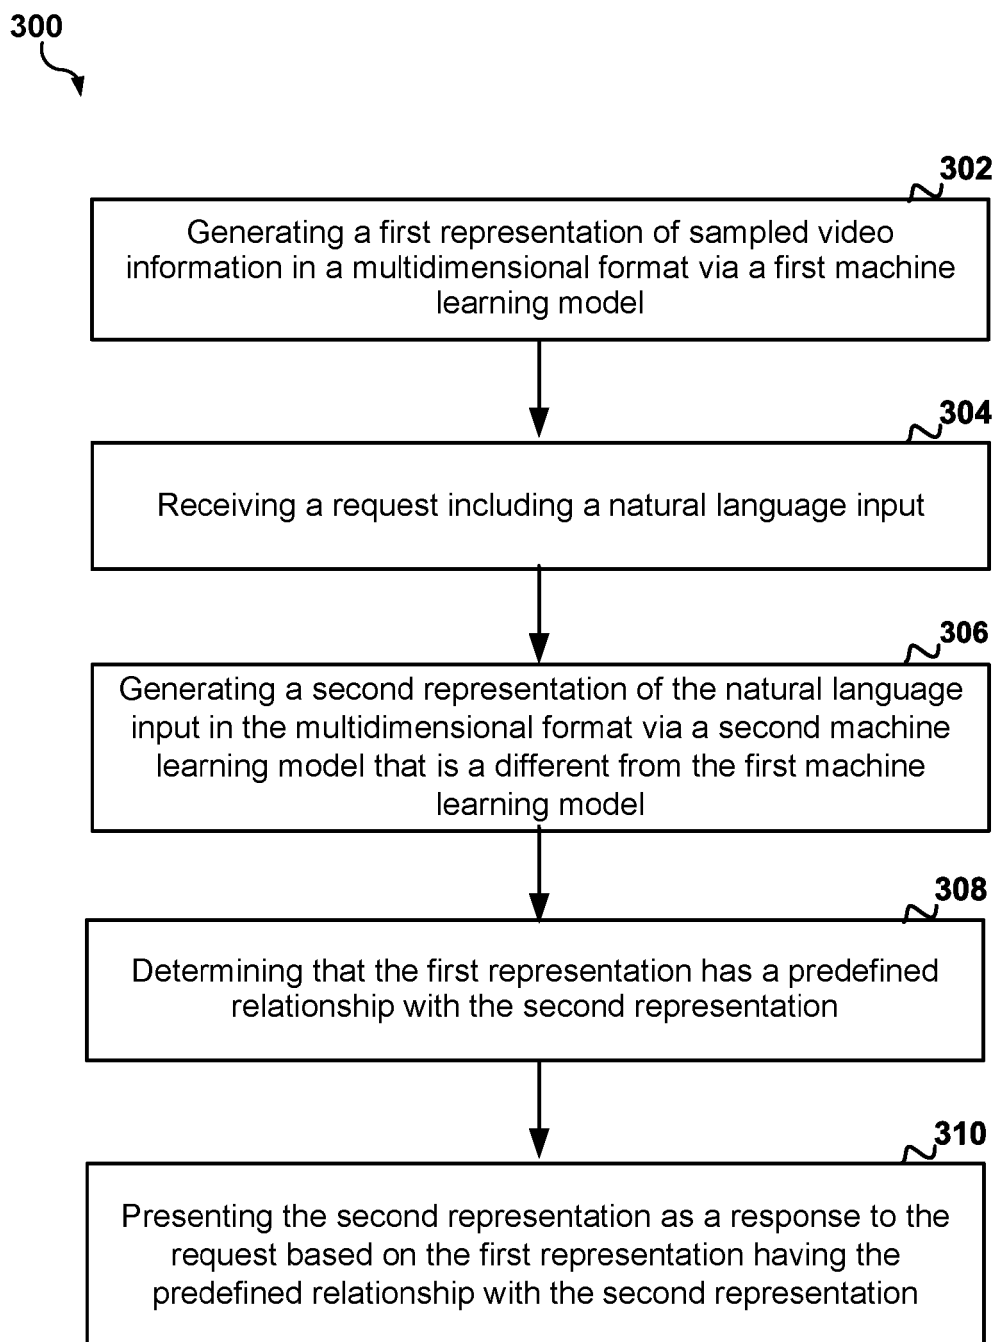 300
302
Generating a first representation of sampled video
information in a multidimensional format via a first machine
learning model
304
Receiving a request including a natural language input
306
Generating a second representation of the natural language
input in the multidimensional format via a second machine
learning model that is a different from the first machine
learning model
308
Determining that the first representation has a predefined
relationship with the second representation
310
Presenting the second representation as a response to the
request based on the first representation having the
predefined relationship with the second representation